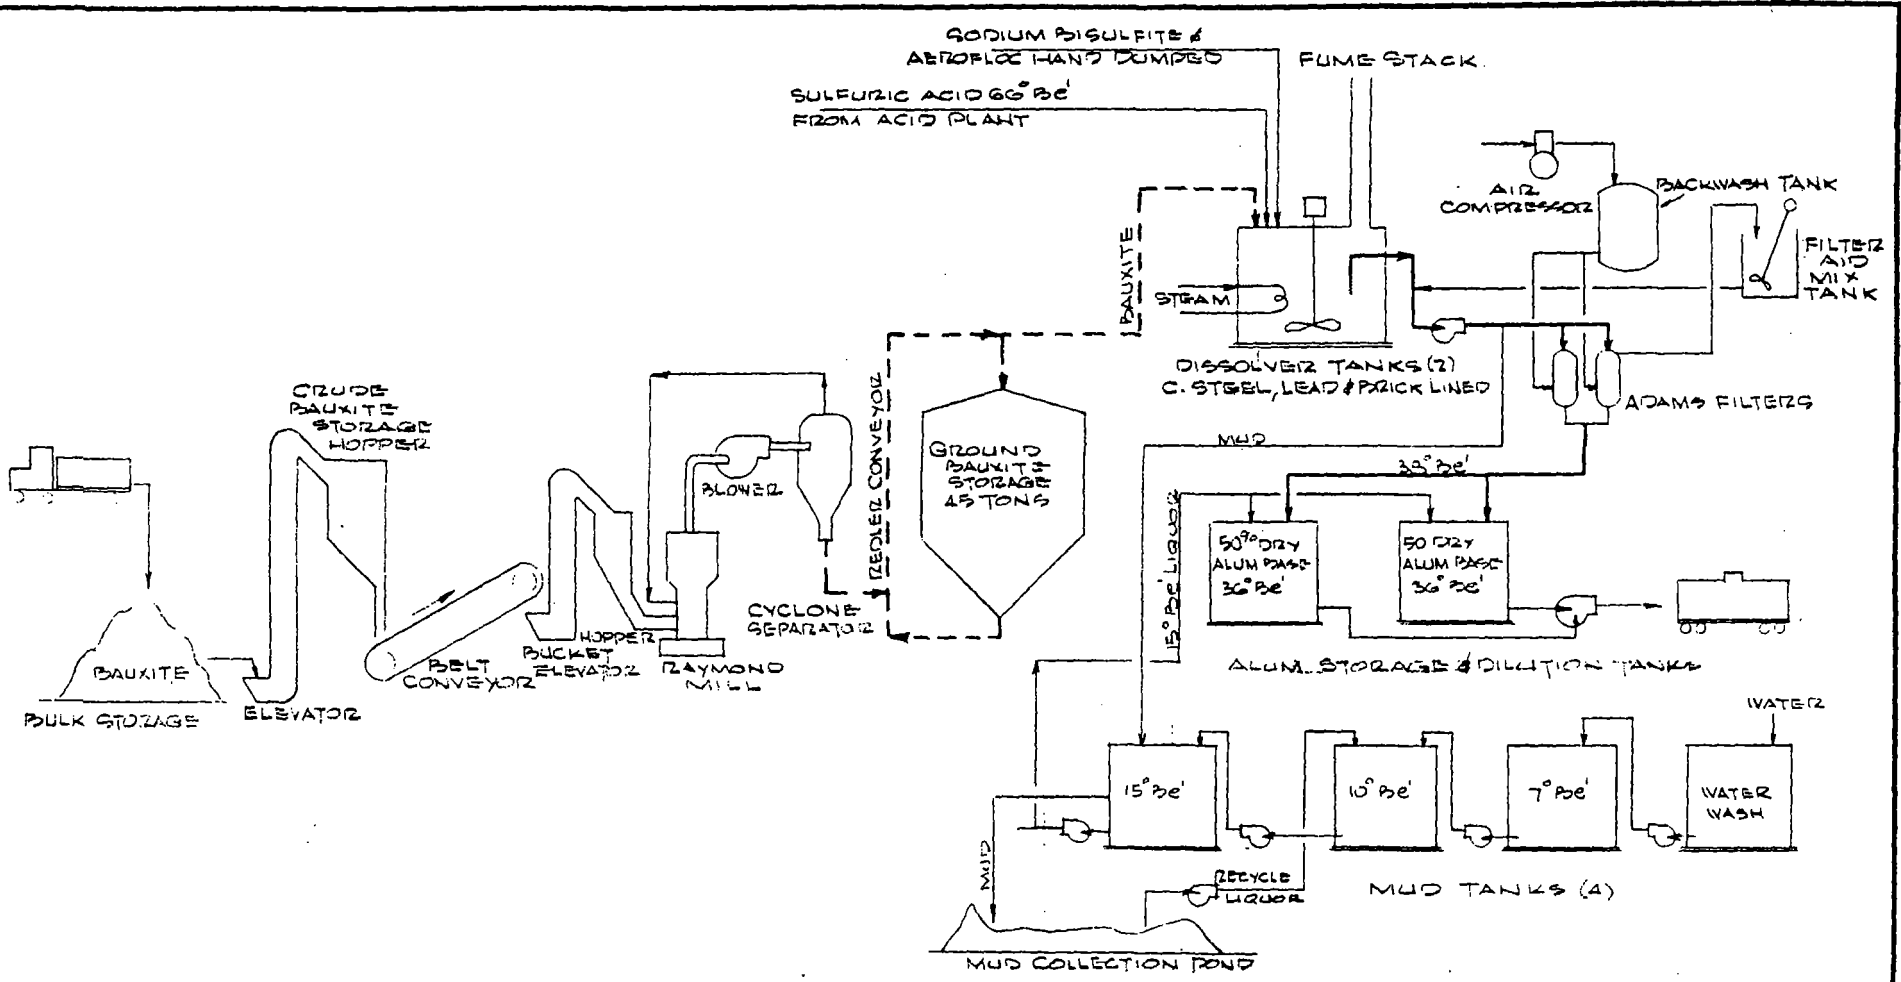 SODIUM BISULFITE &
AEROFLOC HAND DUMPED
FUME STACK
SULFURIC ACID 66° Be'
FROM ACID PLANT
AIR
COMPRESSOR
BACKWASH TANK
FILTER
AID
MIX
TANK
BAUXITE
STEAM
DISSOLVER TANKS (2)
C. STEEL, LEAD & BRICK LINED
ADAMS FILTERS
CRUDE
BAUXITE
STORAGE
HOPPER
BLOWER
REDLER CONVEYOR
GROUND
BAUXITE
STORAGE
45 TONS
MUD
33° Be'
15° Be' LIQUOR
50% DRY
ALUM BASE
36° Be'
50 DRY
ALUM BASE
36° Be'
CYCLONE
SEPARATOR
HOPPER
BUCKET
ELEVATOR
RAYMOND
MILL
BELT
CONVEYOR
BAUXITE
BULK STORAGE
ELEVATOR
ALUM. STORAGE & DILUTION TANKS
WATER
15° Be'
10° Be'
7° Be'
WATER
WASH
MUD
RECYCLE
LIQUOR
MUD TANKS (4)
MUD COLLECTION POND